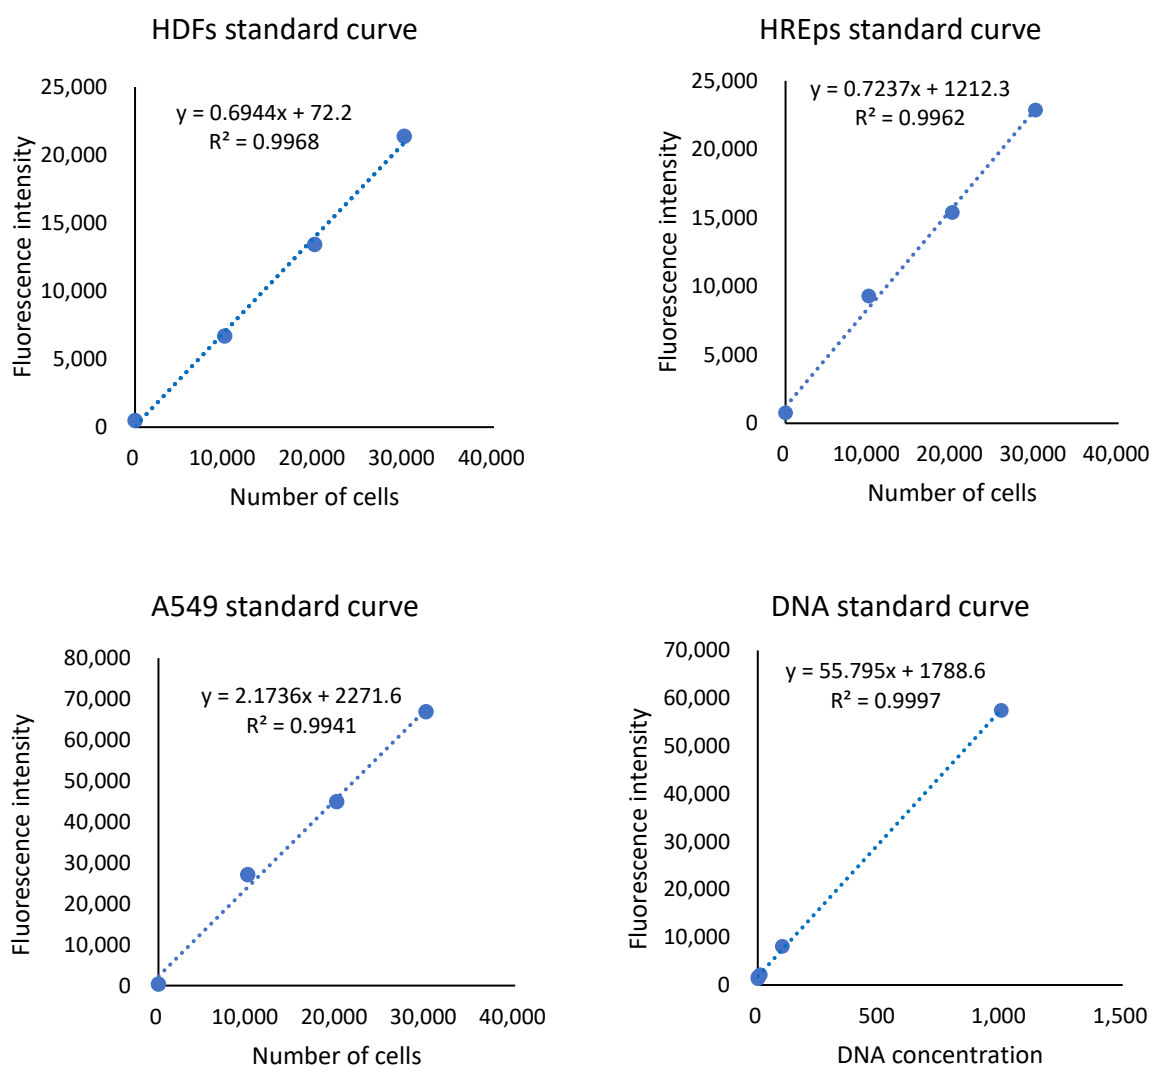 HDFs standard curve
y = 0.6944x + 72.2
R² = 0.9968
25,000
20,000
15,000
10,000
5,000
0
Fluorescence intensity
0 10,000 20,000 30,000 40,000
Number of cells
HREps standard curve
y = 0.7237x + 1212.3
R² = 0.9962
25,000
20,000
15,000
10,000
5,000
0
Fluorescence intensity
0 10,000 20,000 30,000 40,000
Number of cells
A549 standard curve
y = 2.1736x + 2271.6
R² = 0.9941
80,000
70,000
60,000
50,000
40,000
30,000
20,000
10,000
0
Fluorescence intensity
0 10,000 20,000 30,000 40,000
Number of cells
DNA standard curve
y = 55.795x + 1788.6
R² = 0.9997
70,000
60,000
50,000
40,000
30,000
20,000
10,000
0
Fluorescence intensity
0 500 1,000 1,500
DNA concentration